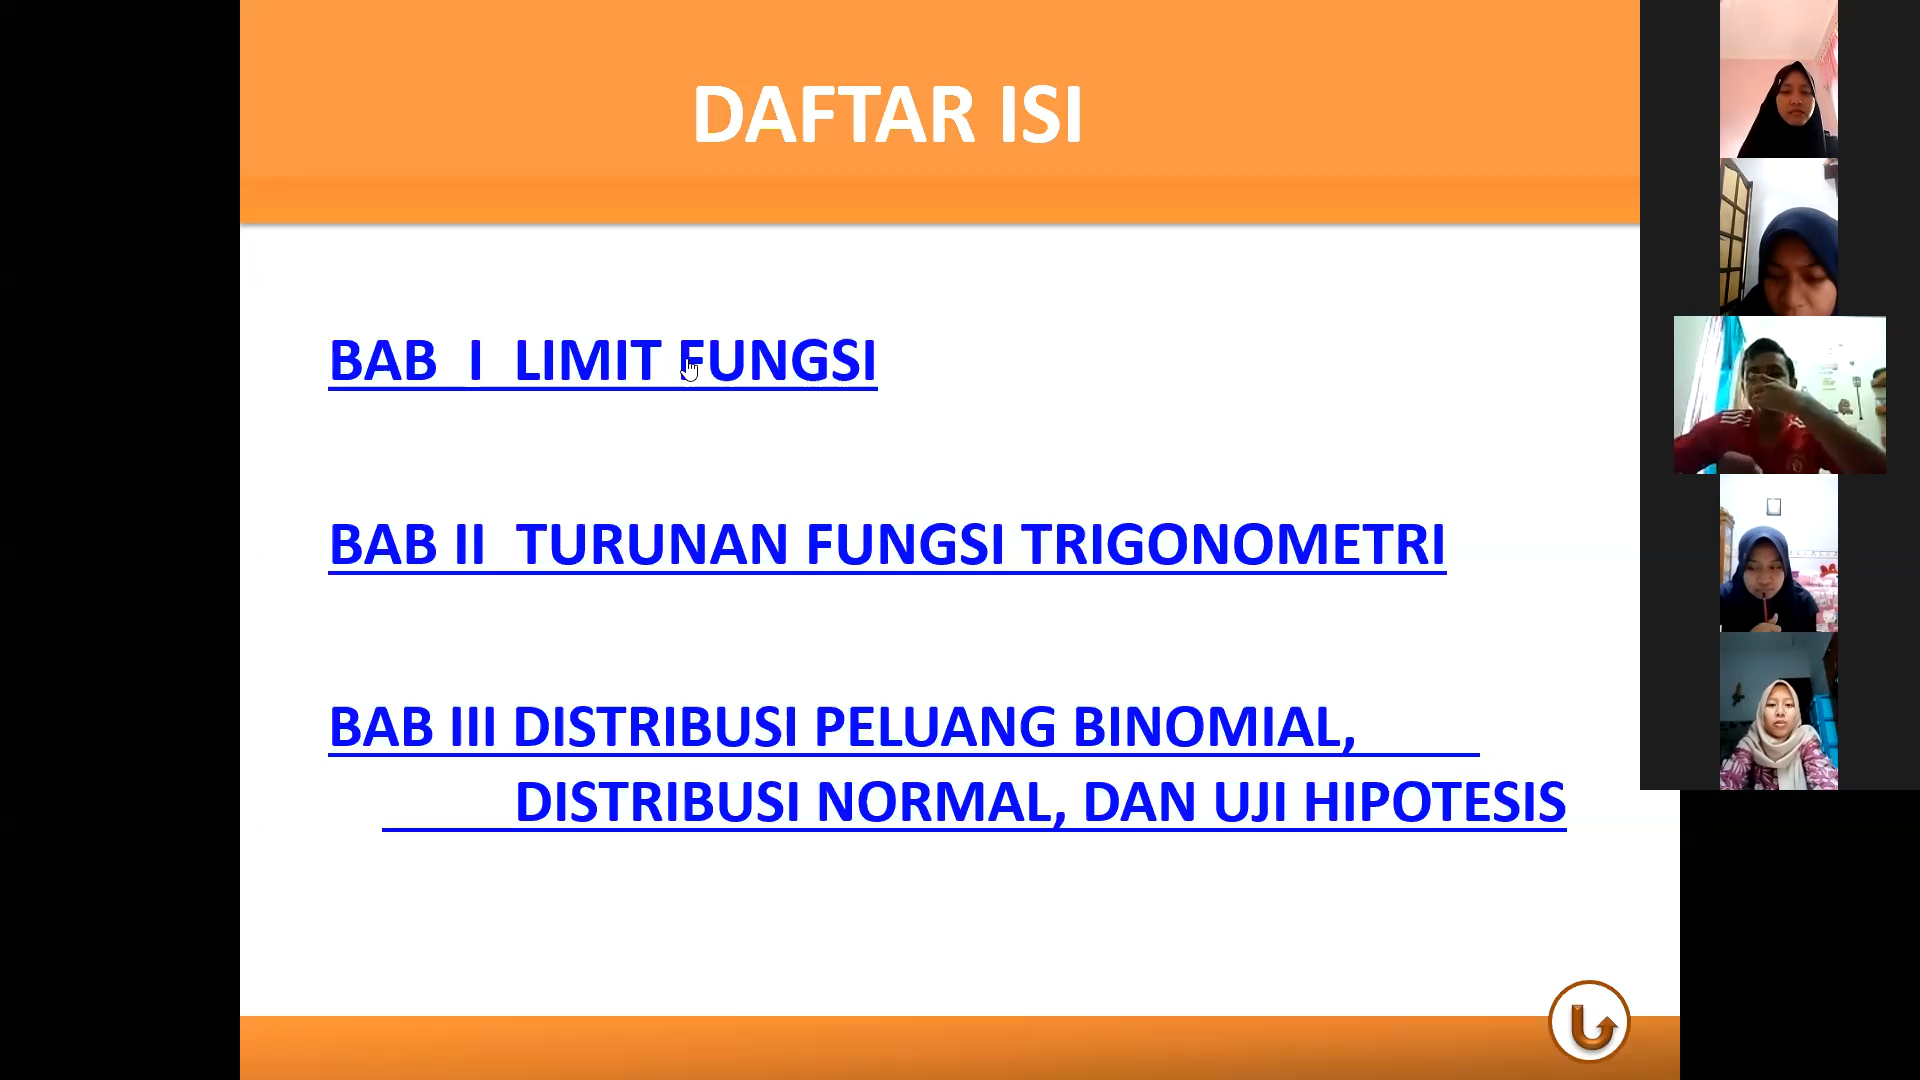 DAFTAR ISI
BAB I LIMIT FUNGSI
BAB II TURUNAN FUNGSI TRIGONOMETRI
BAB III DISTRIBUSI PELUANG BINOMIAL,
DISTRIBUSI NORMAL, DAN UJI HIPOTESIS